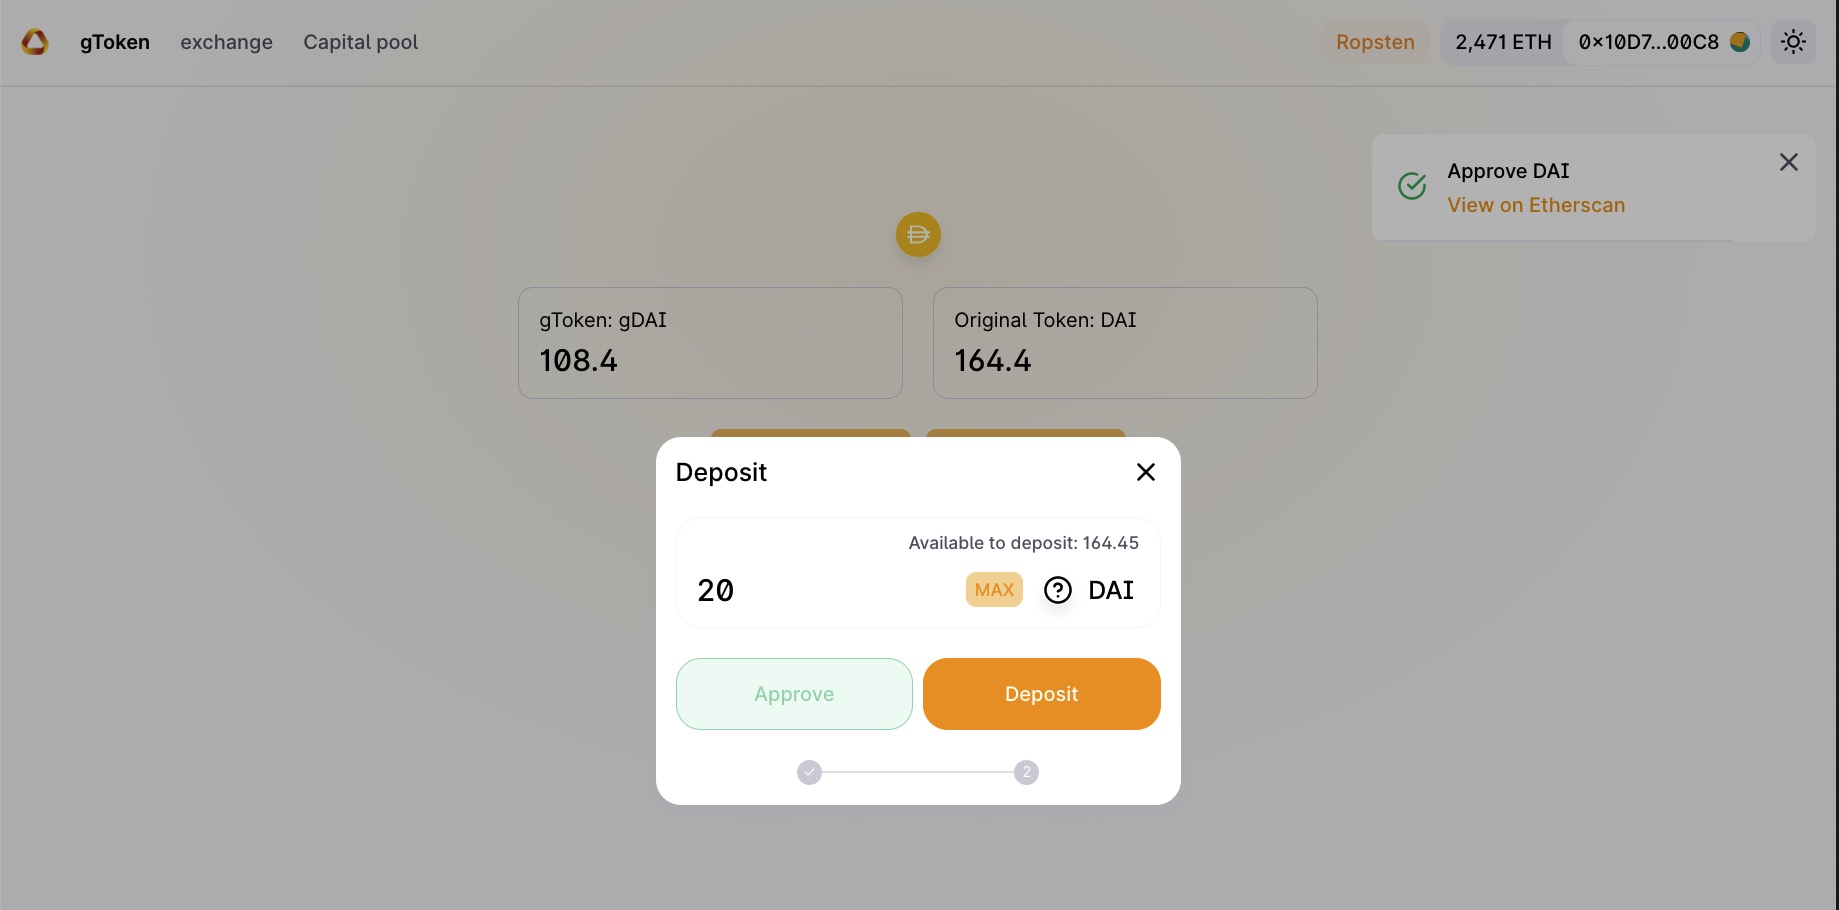 gToken exchange Capital pool Ropsten 2,471 ETH 0×10D7...00C8
Approve DAI
View on Etherscan
gToken: gDAI
108.4
Original Token: DAI
164.4
Deposit
Available to deposit: 164.45
20 MAX DAI
Approve Deposit
2